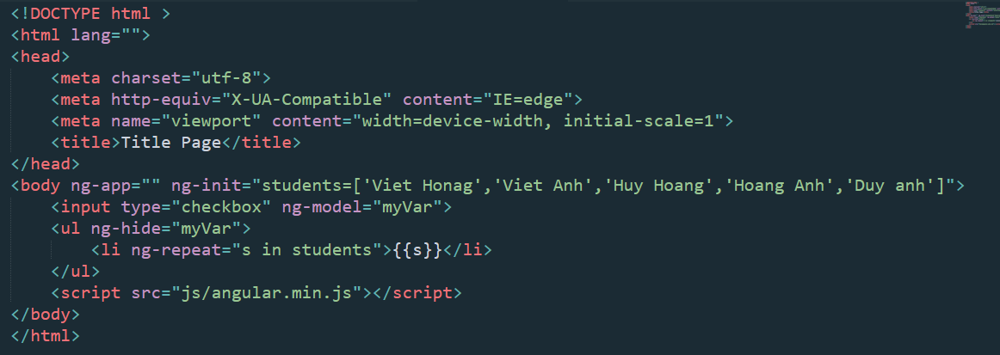 <!DOCTYPE html >
<html lang="">
<head>
    <meta charset="utf-8">
    <meta http-equiv="X-UA-Compatible" content="IE=edge">
    <meta name="viewport" content="width=device-width, initial-scale=1">
    <title>Title Page</title>
</head>
<body ng-app="" ng-init="students=['Viet Honag','Viet Anh','Huy Hoang','Hoang Anh','Duy anh']">
    <input type="checkbox" ng-model="myVar">
    <ul ng-hide="myVar">
        <li ng-repeat="s in students">{{s}}</li>
    </ul>
    <script src="js/angular.min.js"></script>
</body>
</html>